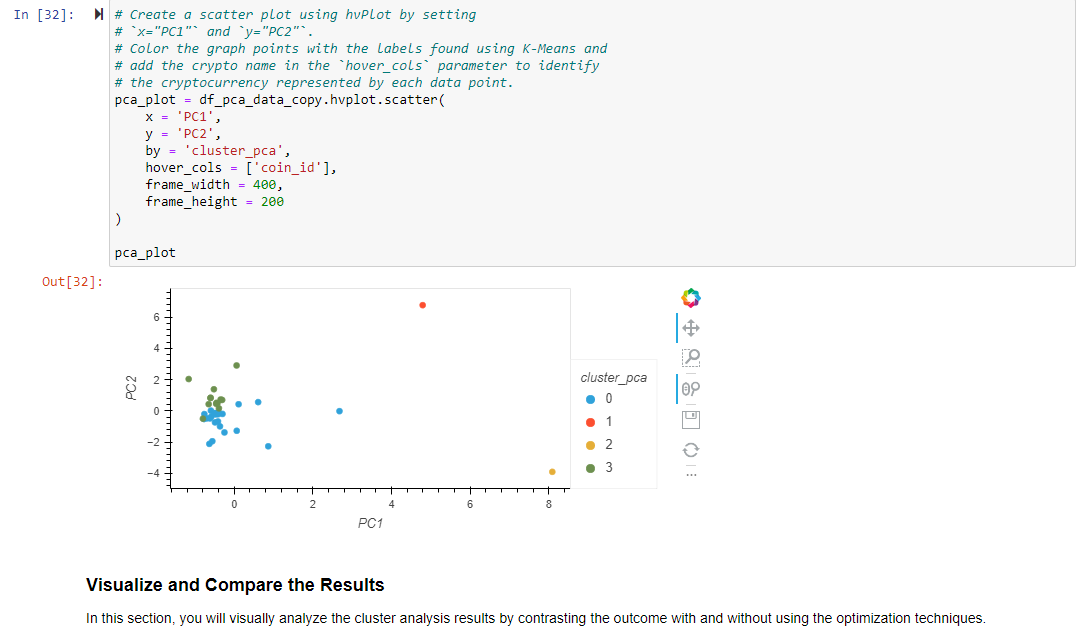 In [32]:
# Create a scatter plot using hvPlot by setting
# `x="PC1"` and `y="PC2"`.
# Color the graph points with the labels found using K-Means and
# add the crypto name in the `hover_cols` parameter to identify
# the cryptocurrency represented by each data point.
pca_plot = df_pca_data_copy.hvplot.scatter(
    x = 'PC1',
    y = 'PC2',
    by = 'cluster_pca',
    hover_cols = ['coin_id'],
    frame_width = 400,
    frame_height = 200
)
pca_plot
Out[32]:
6
4
2
0
−2
−4
PC2
0 2 4 6 8
PC1
cluster_pca
0
1
2
3
Visualize and Compare the Results
In this section, you will visually analyze the cluster analysis results by contrasting the outcome with and without using the optimization techniques.